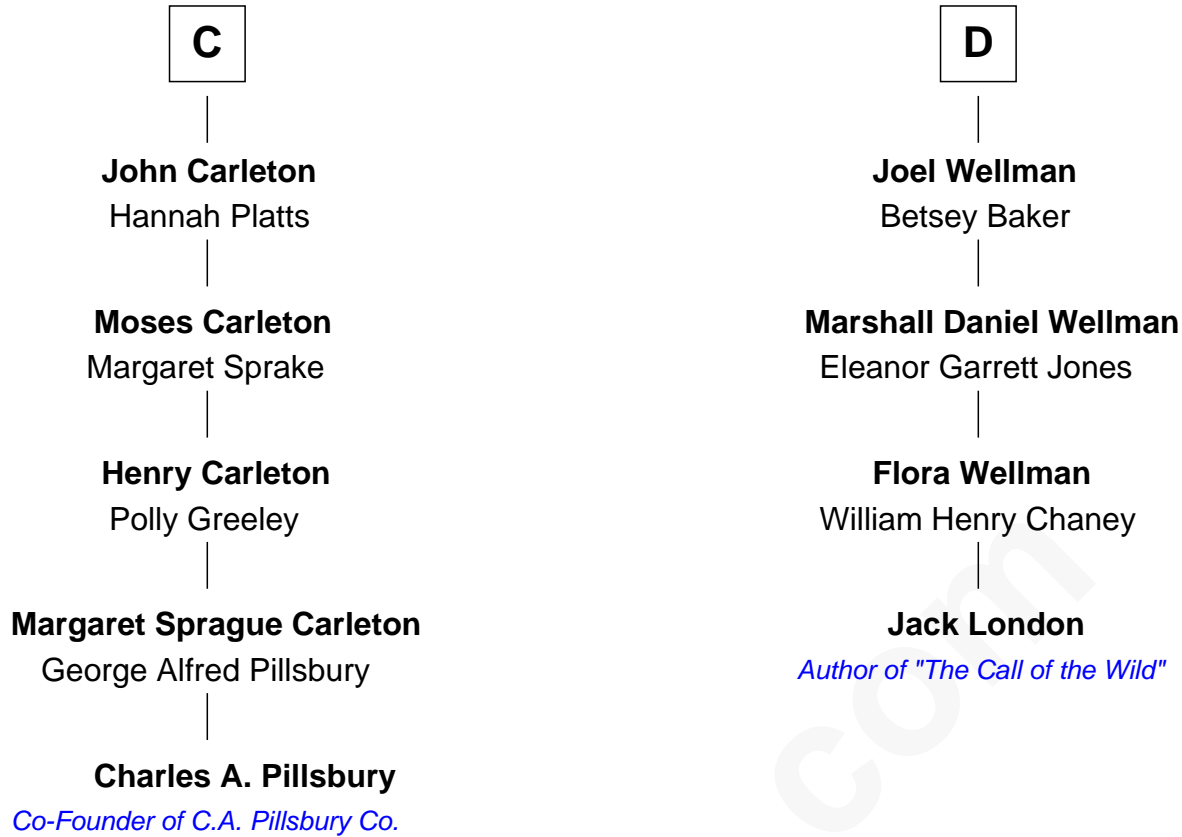 C
John Carleton
Hannah Platts
Moses Carleton
Margaret Sprake
Henry Carleton
Polly Greeley
Margaret Sprague Carleton
George Alfred Pillsbury
Charles A. Pillsbury
Co-Founder of C.A. Pillsbury Co.
D
Joel Wellman
Betsey Baker
Marshall Daniel Wellman
Eleanor Garrett Jones
Flora Wellman
William Henry Chaney
Jack London
Author of "The Call of the Wild"
com